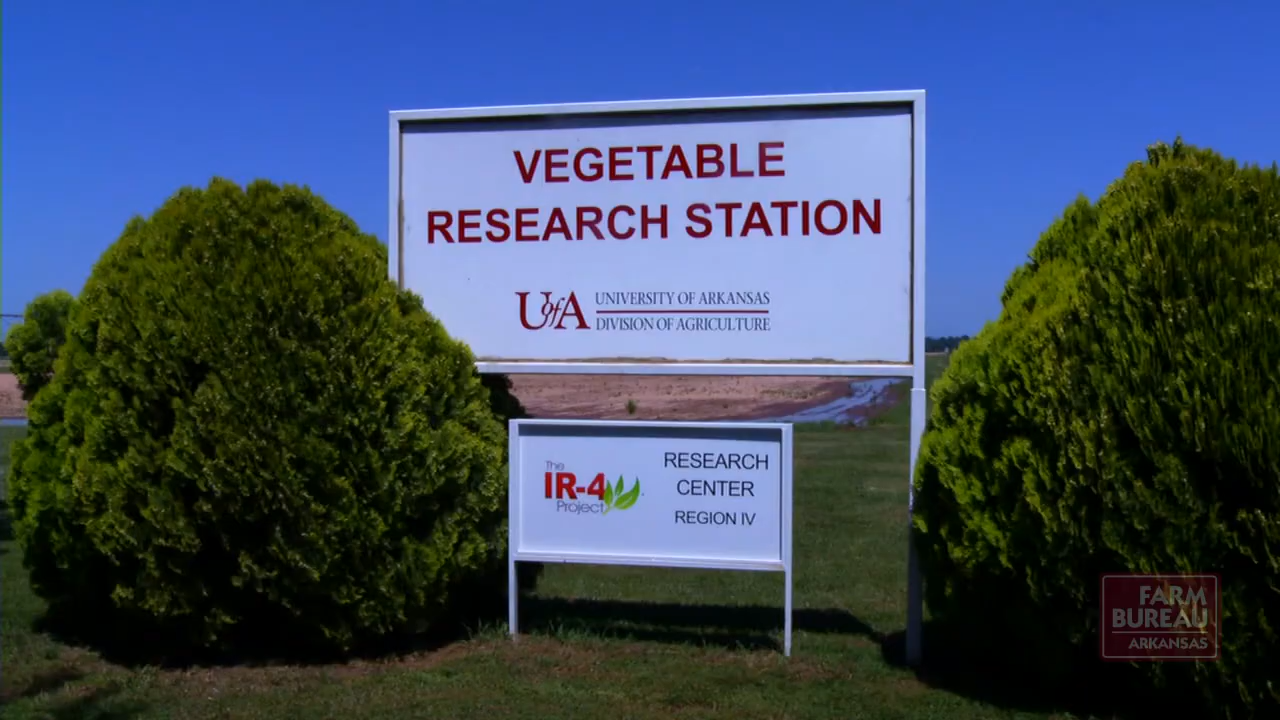 VEGETABLE
RESEARCH STATION
UofA UNIVERSITY OF ARKANSAS
DIVISION OF AGRICULTURE
The
IR-4
Project
RESEARCH
CENTER
REGION IV
FARM
BUREAU
ARKANSAS